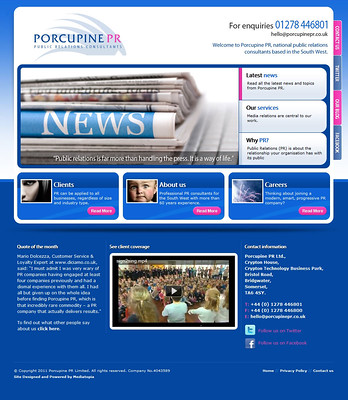 PORCUPINE PR
PUBLIC RELATIONS CONSULTANTS
For enquiries 01278 446801
hello@porcupinepr.co.uk
Welcome to Porcupine PR, national public relations
consultants based in the South West.
CONTACT US
TWITTER
OUR BLOG
FACEBOOK
NEWS
"Public relations is far more than handling the press. It is a way of life."
Latest news
Read all the latest news and topics
from Porcupine PR.
Our services
Media relations are central to our
work.
Why PR?
Public Relations (PR) is about the
relationship your organisation has with
its public
Clients
PR can be applied to all
businesses, regardless of size
and industry type.
Read More
About us
Professional PR consultants for
the South West with more than
60 years experience.
Read More
Careers
Thinking about joining a
modern, smart, progressive PR
company?
Read More
Quote of the month
Mario Dolcezza, Customer Service &
Loyalty Export at www.dsiamo.co.uk,
said: "I must admit I was very wary of
PR companies having engaged at least
four companies previously and had a
dismal experience with them all. I had
all but given up on the whole idea
before finding Porcupine PR, which is
that incredibly rare commodity - a PR
company that actually delivers results."
To find out what other people say
about us click here.
See client coverage
Contact information
Porcupine PR Ltd.,
Crypton House,
Crypton Technology Business Park,
Bristol Road,
Bridgwater,
Somerset,
TA6 4SY.
T: +44 (0) 1278 446801
F: +44 (0) 1278 446800
E: hello@porcupinepr.co.uk
Follow us on Twitter
Follow us on Facebook
© Copyright 2011 Porcupine PR Limited, All rights reserved. Company No.4043585
Site Designed and Powered by Mediatopia
Home / Privacy Policy / Contact